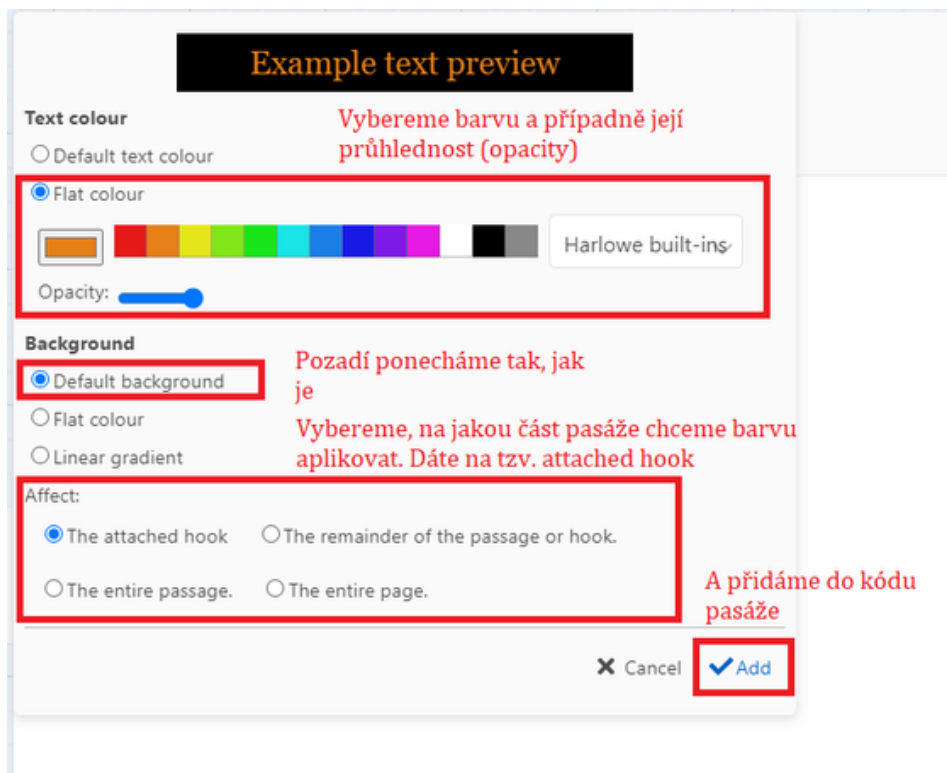 Example text preview
Text colour
Vybereme barvu a případně její
průhlednost (opacity)
Default text colour
Flat colour
Harlowe built-ins
Opacity:
Background
Default background
Pozadí ponecháme tak, jak
je
Flat colour
Linear gradient
Vybereme, na jakou část pasáže chceme barvu
aplikovat. Dáte na tzv. attached hook
Affect:
The attached hook
The remainder of the passage or hook.
The entire passage.
The entire page.
A přidáme do kódu
pasáže
Cancel
Add